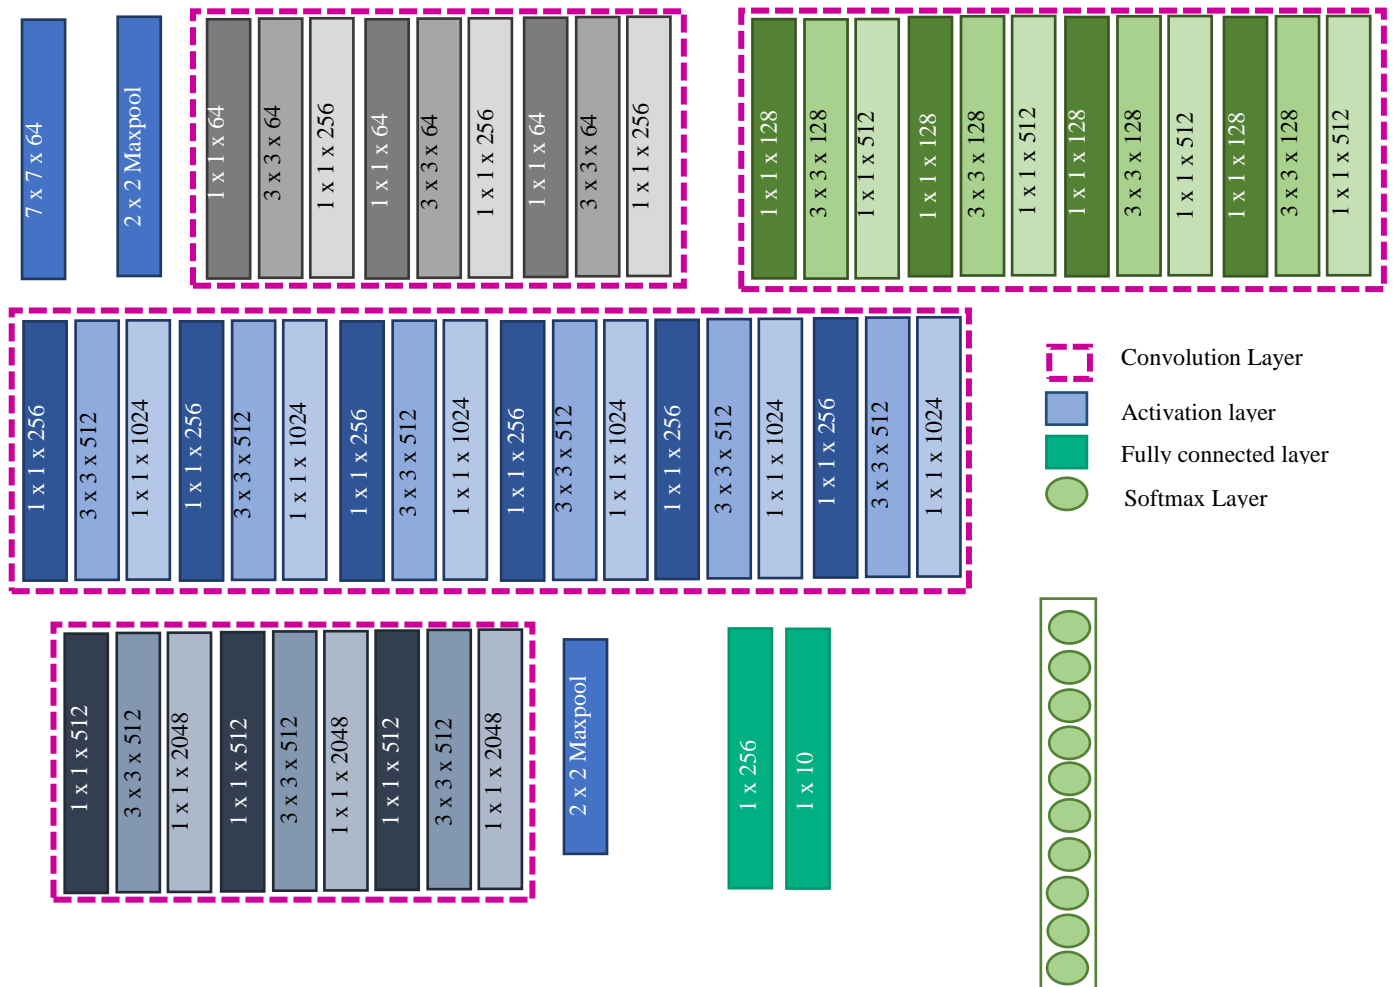 7 x 7 x 64
2 x 2 Maxpool
1 x 1 x 64
3 x 3 x 64
1 x 1 x 256
1 x 1 x 64
3 x 3 x 64
1 x 1 x 256
1 x 1 x 64
3 x 3 x 64
1 x 1 x 256
1 x 1 x 128
3 x 3 x 128
1 x 1 x 512
1 x 1 x 128
3 x 3 x 128
1 x 1 x 512
1 x 1 x 128
3 x 3 x 128
1 x 1 x 512
1 x 1 x 128
3 x 3 x 128
1 x 1 x 512
1 x 1 x 256
3 x 3 x 512
1 x 1 x 1024
1 x 1 x 256
3 x 3 x 512
1 x 1 x 1024
1 x 1 x 256
3 x 3 x 512
1 x 1 x 1024
1 x 1 x 256
3 x 3 x 512
1 x 1 x 1024
1 x 1 x 256
3 x 3 x 512
1 x 1 x 1024
1 x 1 x 256
3 x 3 x 512
1 x 1 x 1024
Convolution Layer
Activation layer
Fully connected layer
Softmax Layer
1 x 1 x 512
3 x 3 x 512
1 x 1 x 2048
1 x 1 x 512
3 x 3 x 512
1 x 1 x 2048
1 x 1 x 512
3 x 3 x 512
1 x 1 x 2048
2 x 2 Maxpool
1 x 256
1 x 10